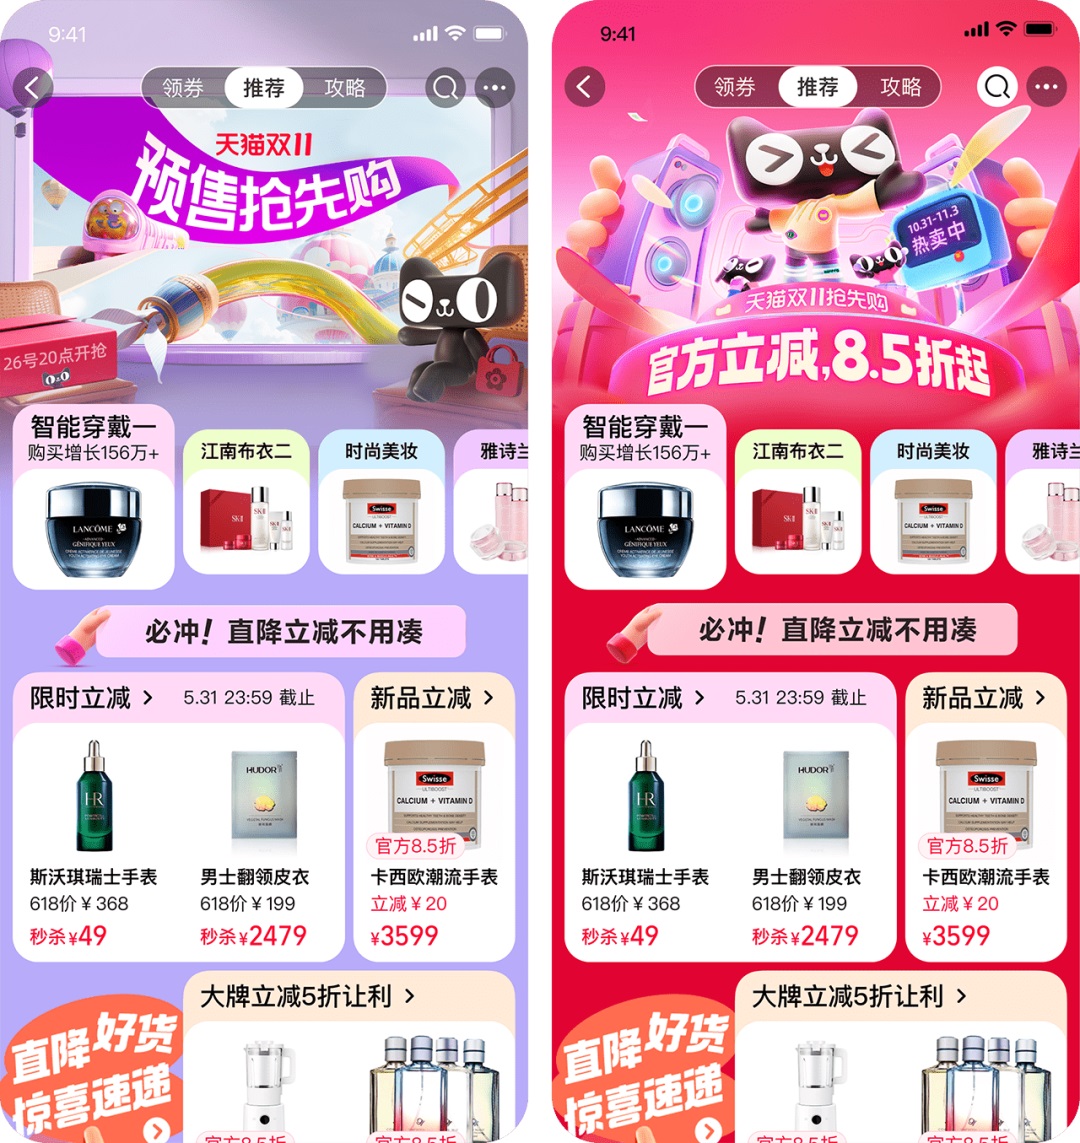 9:41
领券
推荐
攻略
天猫双11
预售抢先购
26号20点开抢
智能穿戴一
购买增长156万+
江南布衣二
时尚美妆
雅诗兰
LANCÔME
ADVANCED
GÉNIFIQUE YEUX
SK-II
Swisse
ULTIBOOST
CALCIUM + VITAMIN D
必冲！直降立减不用凑
限时立减
5.31 23:59 截止
新品立减
HR
HUDOR
Swisse
ULTIBOOST
CALCIUM + VITAMIN D
官方8.5折
斯沃琪瑞士手表
618价￥368
秒杀¥49
男士翻领皮衣
618价￥199
秒杀¥2479
卡西欧潮流手表
立减￥20
¥3599
直降好货
惊喜速递
大牌立减5折让利
官方8.5折
官方8.5折
9:41
领券
推荐
攻略
10.31-11.3
热卖中
天猫双11抢先购
官方立减,8.5折起
智能穿戴一
购买增长156万+
江南布衣二
时尚美妆
雅诗兰
LANCÔME
ADVANCED
GÉNIFIQUE YEUX
SK-II
Swisse
ULTIBOOST
CALCIUM + VITAMIN D
必冲！直降立减不用凑
限时立减
5.31 23:59 截止
新品立减
HR
HUDOR
Swisse
ULTIBOOST
CALCIUM + VITAMIN D
官方8.5折
斯沃琪瑞士手表
618价￥368
秒杀¥49
男士翻领皮衣
618价￥199
秒杀¥2479
卡西欧潮流手表
立减￥20
¥3599
直降好货
惊喜速递
大牌立减5折让利
官方8.5折
官方8.5折